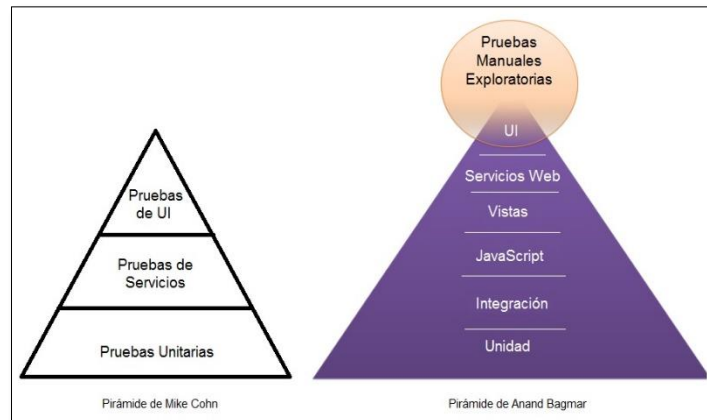 Pruebas
de UI
Pruebas de
Servicios
Pruebas Unitarias
Pirámide de Mike Cohn
Pruebas
Manuales
Exploratorias
UI
Servicios Web
Vistas
JavaScript
Integración
Unidad
Pirámide de Anand Bagmar